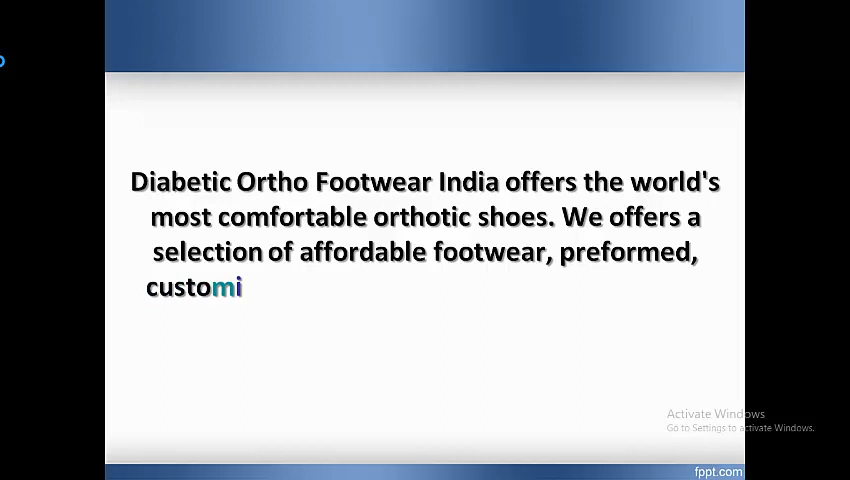 Diabetic Ortho Footwear India offers the world's
most comfortable orthotic shoes. We offers a
selection of affordable footwear, preformed,
customi
Activate Windows
Go to Settings to activate Windows.
fppt.com